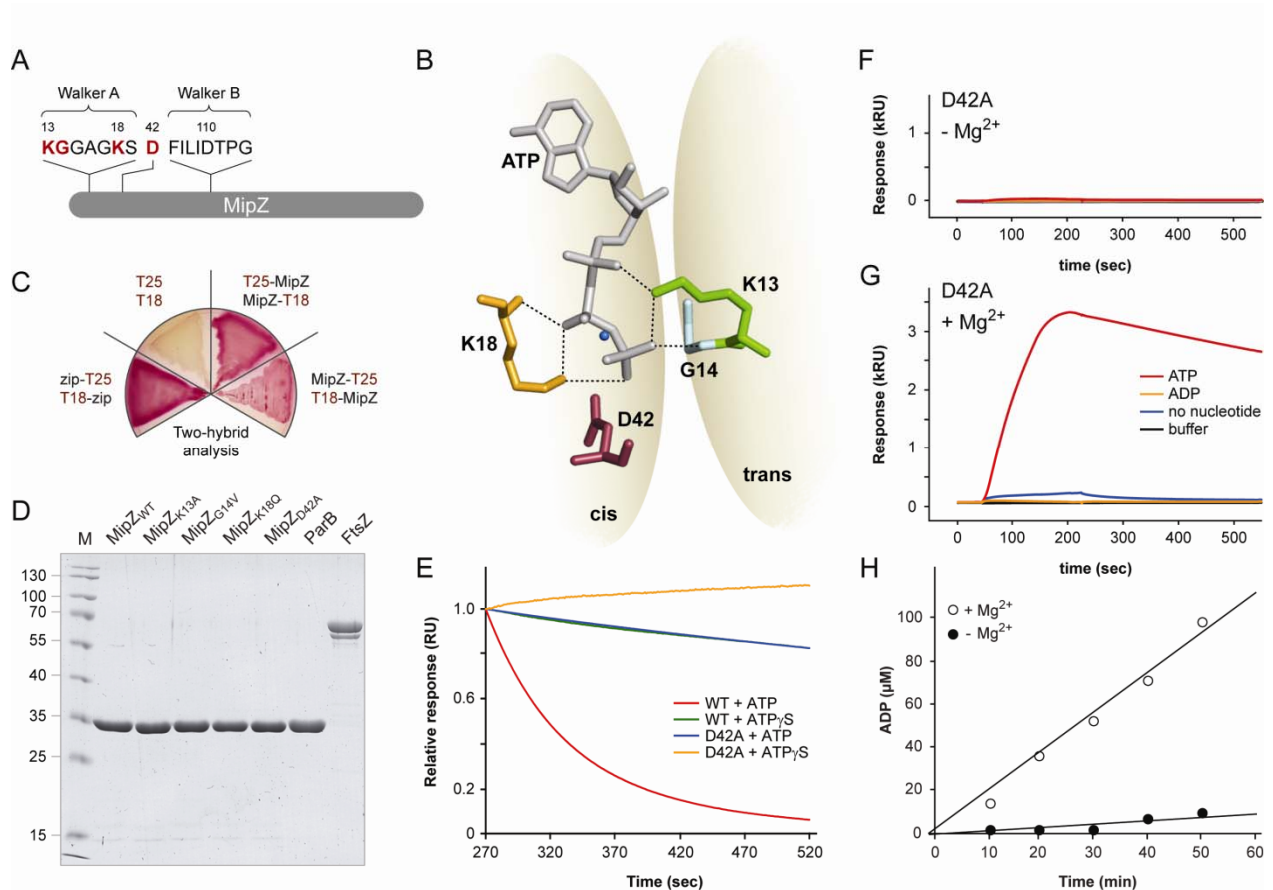 A
Walker A Walker B
13 18 42 110
KGGAGKS D FILIDTPG
MipZ
B
ATP
K13
K18
G14
D42
trans
cis
C
T25
T18
T25-MipZ
MipZ-T18
zip-T25
T18-zip
MipZ-T25
T18-MipZ
Two-hybrid
analysis
D
M MipZWT MipZK13A MipZG14V MipZK18Q MipZD42A ParB FtsZ
130
100
70
55
40
35
25
15
E
Relative response (RU)
1.0
0.6
0.2
0
WT + ATP
WT + ATPγS
D42A + ATP
D42A + ATPγS
270 320 370 420 470 520
Time (sec)
F
D42A
- Mg2+
Response (kRU)
1
0
0 100 200 300 400 500
time (sec)
G
D42A
+ Mg2+
Response (kRU)
3
2
1
0
ATP
ADP
no nucleotide
buffer
0 100 200 300 400 500
time (sec)
H
+ Mg2+
- Mg2+
ADP (µM)
100
80
60
40
20
10
0
0 10 20 30 40 50 60
Time (min)